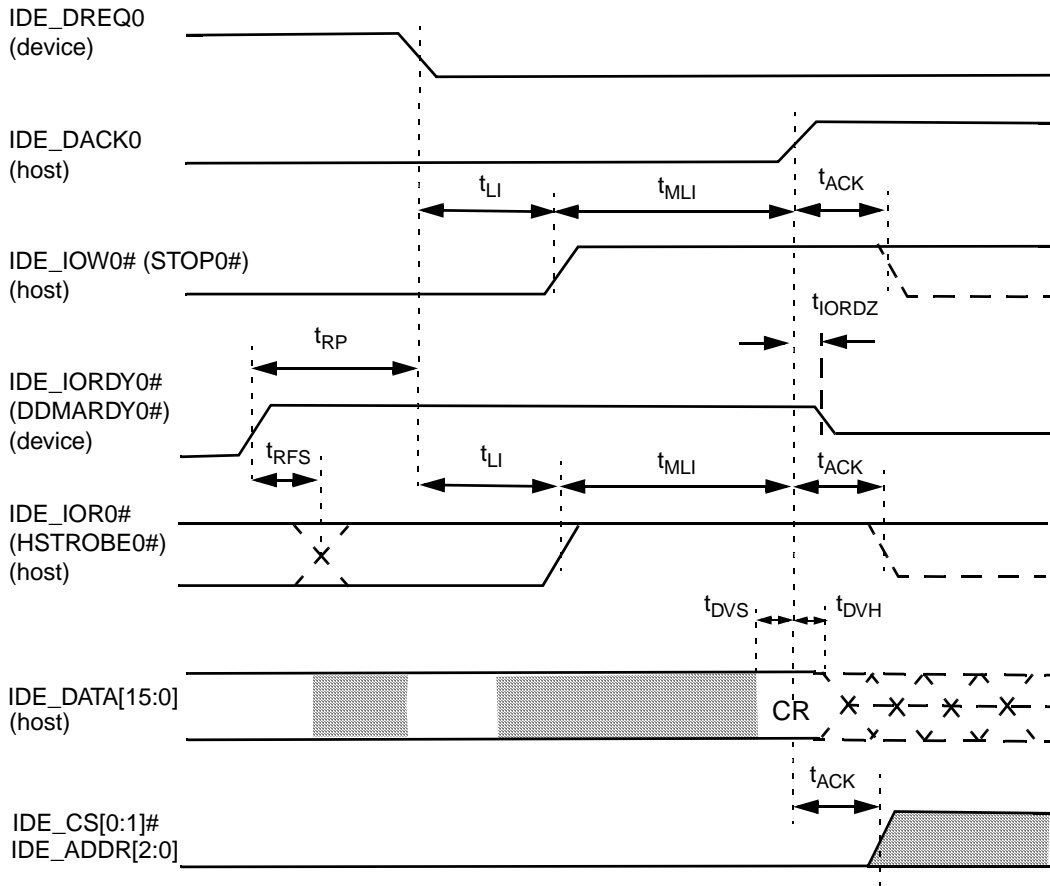 IDE_DREQ0
(device)
IDE_DACK0
(host)
tLI
tMLI
tACK
IDE_IOW0# (STOP0#)
(host)
tIORDZ
tRP
IDE_IORDY0#
(DDMARDY0#)
(device)
tRFS
tLI
tMLI
tACK
IDE_IOR0#
(HSTROBE0#)
(host)
tDVS
tDVH
IDE_DATA[15:0]
(host)
CR
tACK
IDE_CS[0:1]#
IDE_ADDR[2:0]